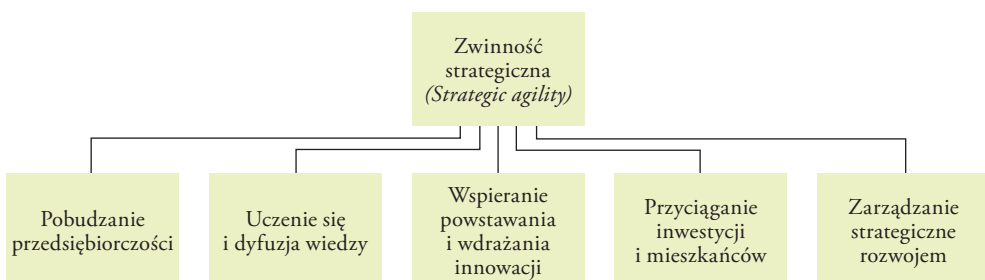 Zwinność
strategiczna
(Strategic agility)
Pobudzanie
przedsiębiorczości
Uczenie się
i dyfuzja wiedzy
Wspieranie
powstawania
i wdrażania
innowacji
Przyciąganie
inwestycji
i mieszkańców
Zarządzanie
strategiczne
rozwojem